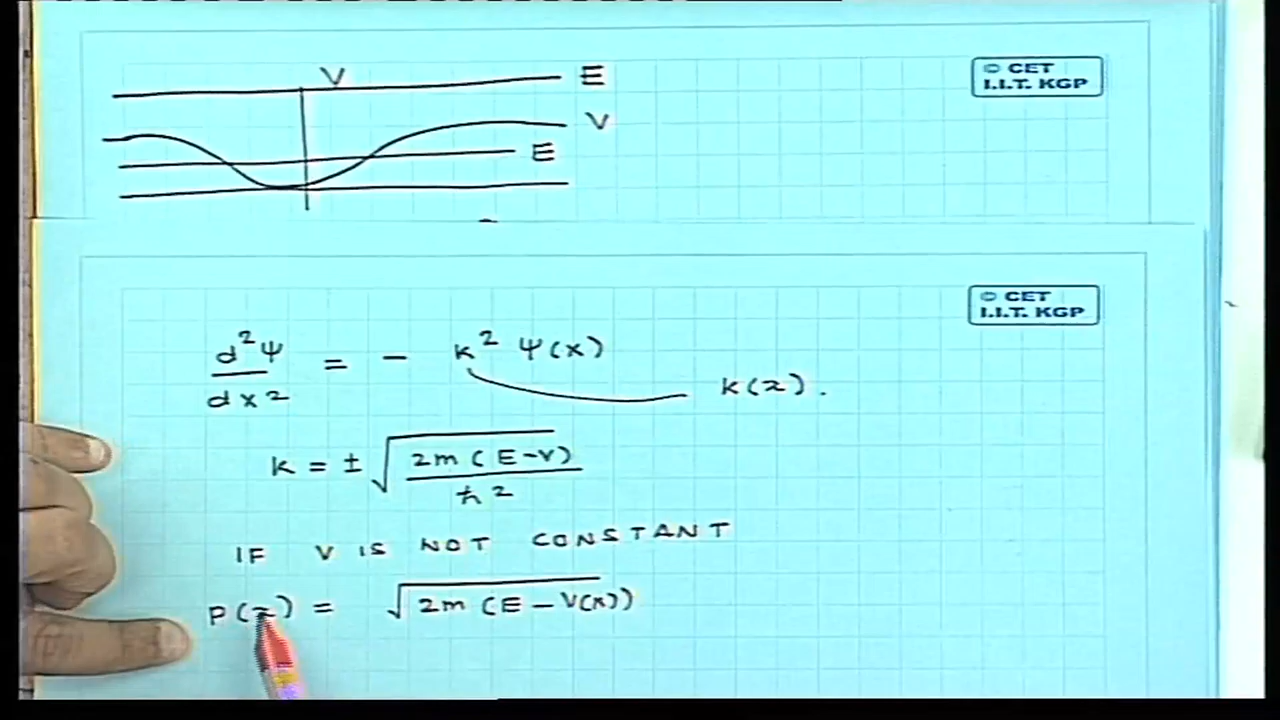 V
E
© CET
I.I.T. KGP
V
E
© CET
I.I.T. KGP
d²Ψ/dx² = - k² Ψ(x)
k(x).
k = ± √(2m(E-V)/ħ²)
IF V IS NOT CONSTANT
P(x) = √2m(E-V(x))